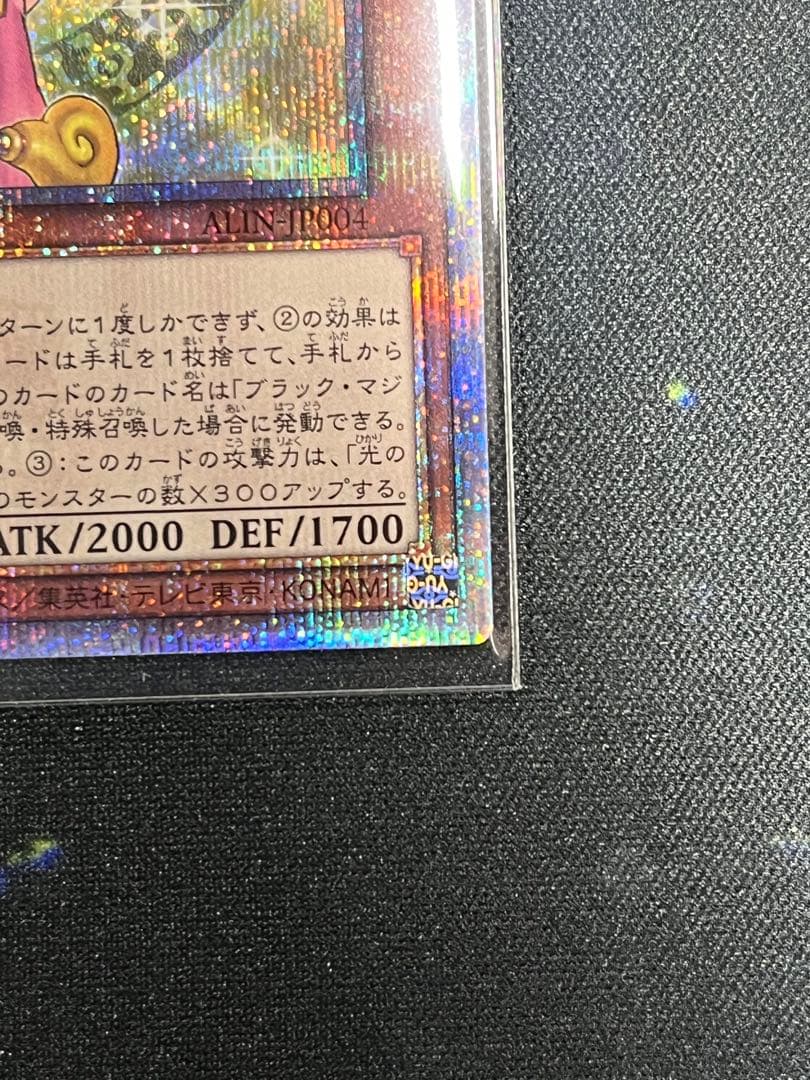 ALIN-JP004
ターンに1度しかできず、②の効果は
ードは手札を1枚捨てて、手札から
のカードのカード名は「ブラック・マジ
喚・特殊召喚した場合に発動できる。
。③:このカードの攻撃力は、「光の
のモンスターの数×300アップする。
ATK/2000 DEF/1700
/集英社・テレビ東京・KONAMI